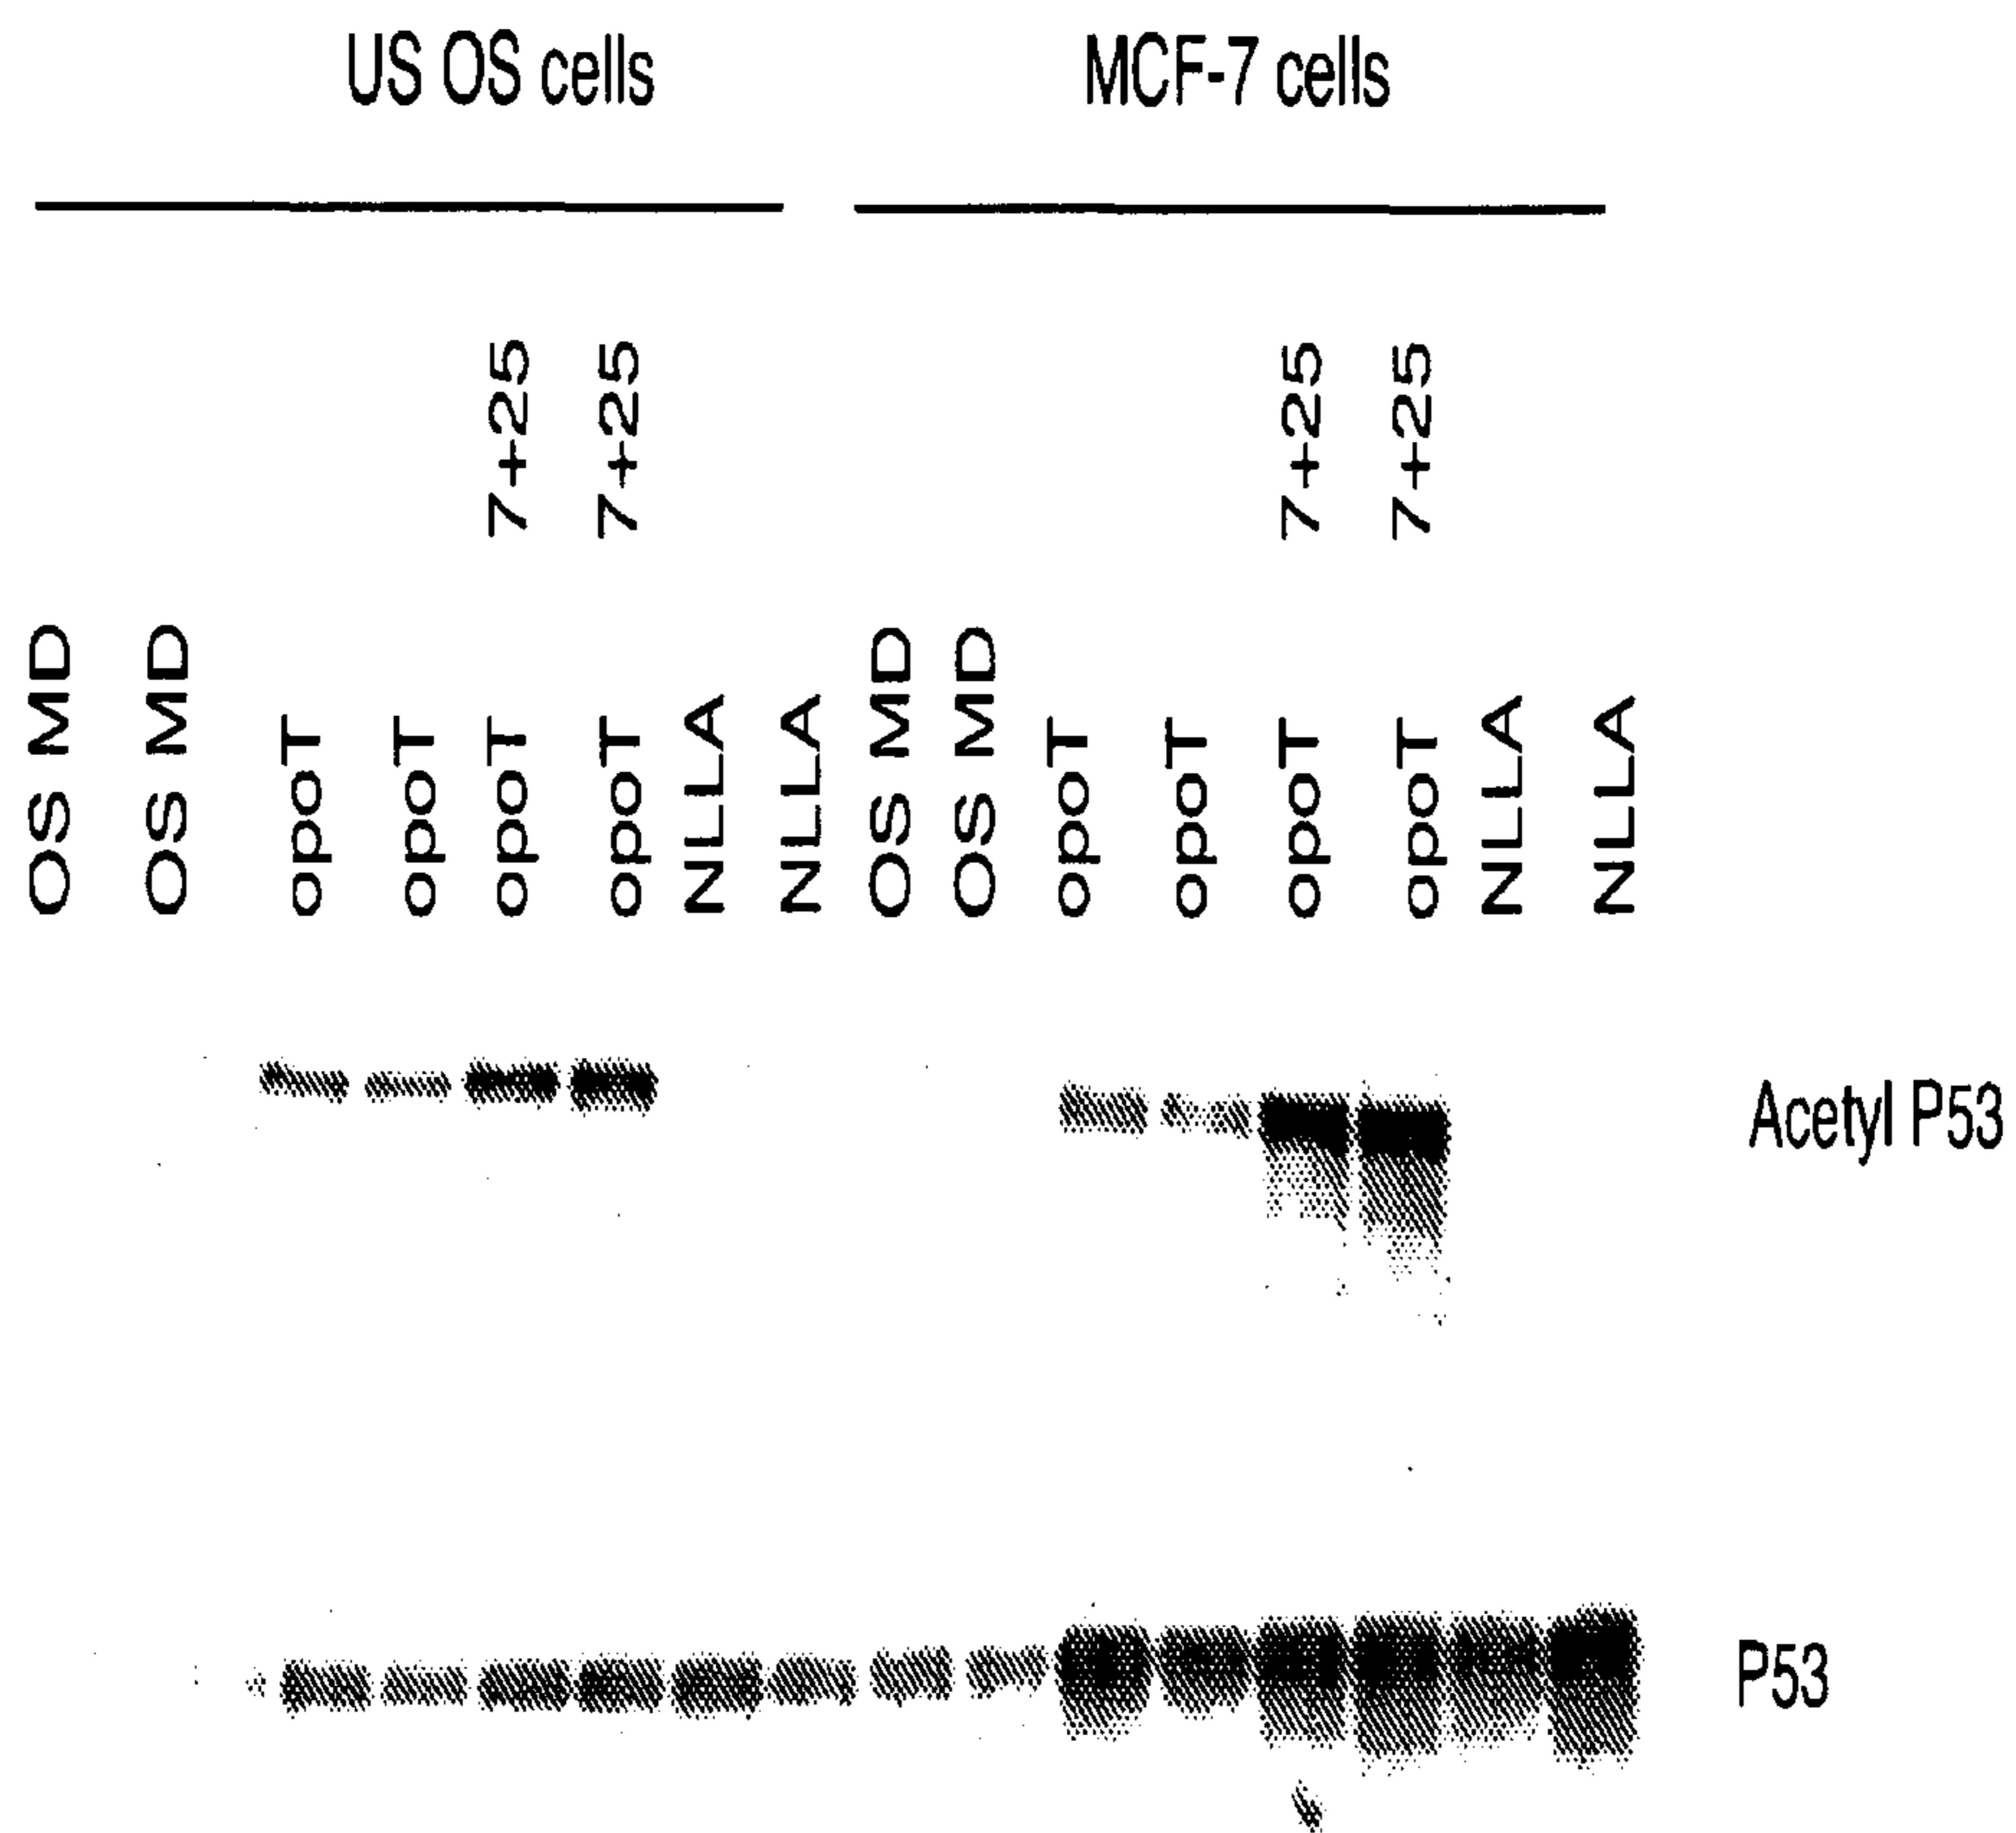 US OS cells
MCF-7 cells
7+25
7+25
7+25
7+25
OS MD
OS MD
opoT
opoT
opoT
opoT
NLLA
NLLA
OS MD
OS MD
opoT
opoT
opoT
opoT
NLLA
NLLA
Acetyl P53
P53